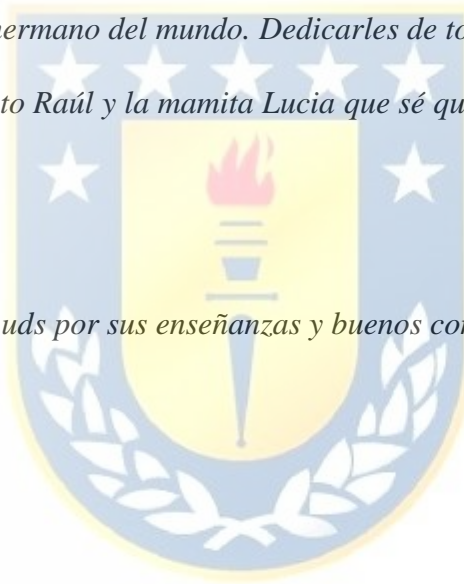 hermano del mundo. Dedicarles de to
to Raúl y la mamita Lucia que sé qu
uds por sus enseñanzas y buenos con